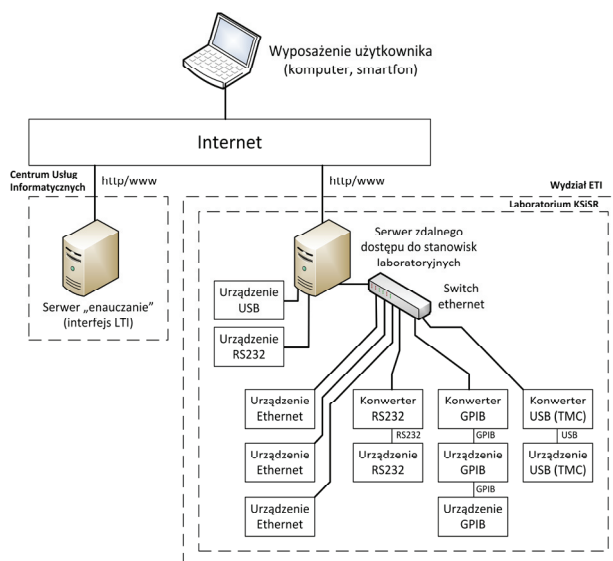 Wyposażenie użytkownika
(komputer, smartfon)
Internet
Centrum Usług
Informatycznych
http/www
http/www
Wydział ETI
Laboratorium KSiSR
Serwer zdalnego
dostępu do stanowisk
laboratoryjnych
Serwer „enauczanie”
(interfejs LTI)
Switch
ethernet
Urządzenie
USB
Urządzenie
RS232
Urządzenie
Ethernet
Konwerter
RS232
Konwerter
GPIB
Konwerter
USB (TMC)
RS232
GPIB
USB
Urządzenie
Ethernet
Urządzenie
RS232
Urządzenie
GPIB
Urządzenie
USB (TMC)
GPIB
Urządzenie
Ethernet
Urządzenie
GPIB